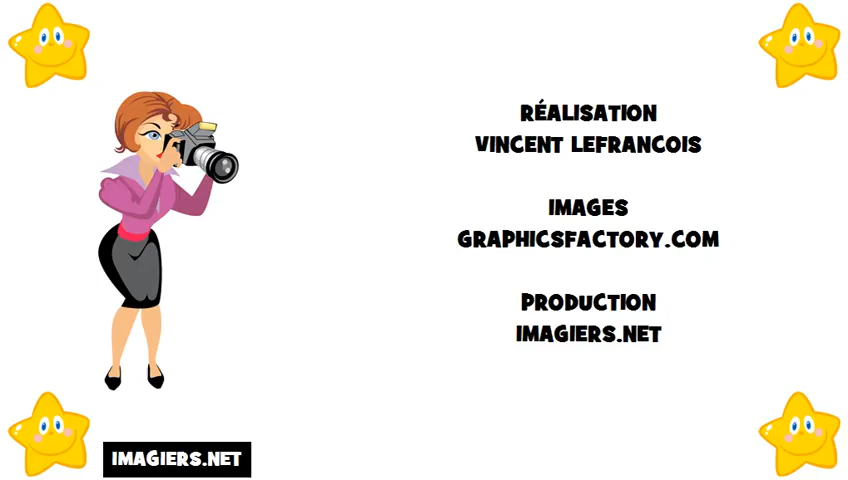 RÉALISATION
VINCENT LEFRANCOIS
IMAGES
GRAPHICSFACTORY.COM
PRODUCTION
IMAGIERS.NET
IMAGIERS.NET